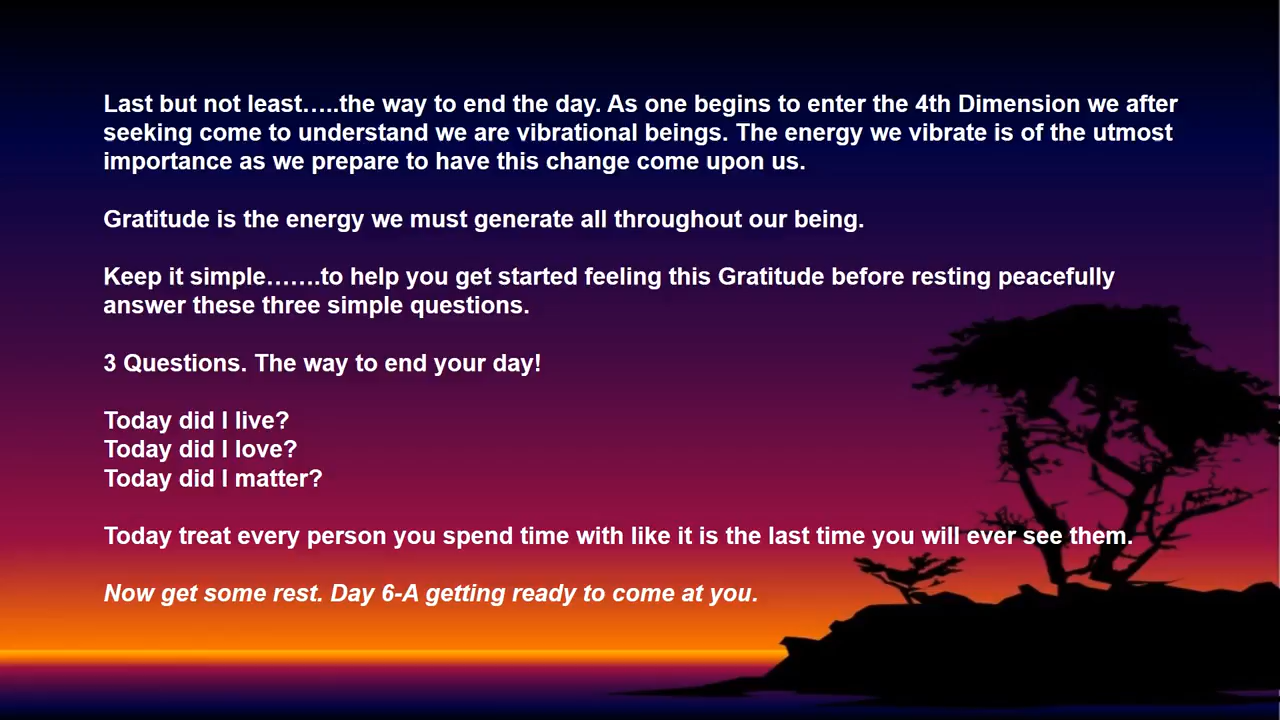 Last but not least…..the way to end the day. As one begins to enter the 4th Dimension we after
seeking come to understand we are vibrational beings. The energy we vibrate is of the utmost
importance as we prepare to have this change come upon us.
Gratitude is the energy we must generate all throughout our being.
Keep it simple…….to help you get started feeling this Gratitude before resting peacefully
answer these three simple questions.
3 Questions. The way to end your day!
Today did I live?
Today did I love?
Today did I matter?
Today treat every person you spend time with like it is the last time you will ever see them.
Now get some rest. Day 6-A getting ready to come at you.